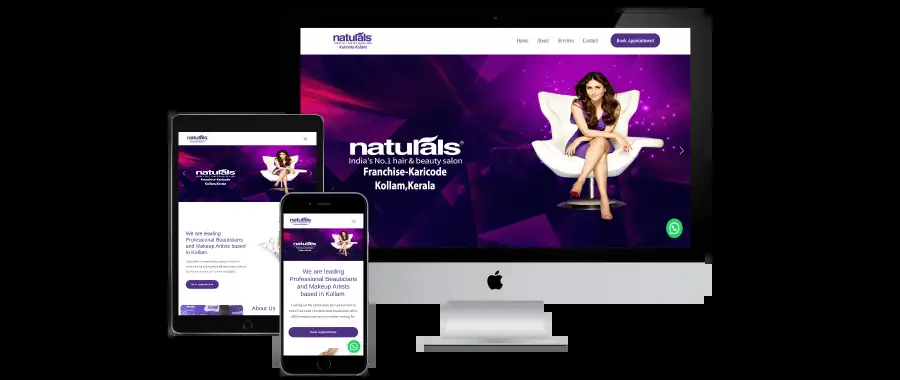 naturals
Karicode Kollam
Home About Services Contact Book Appointment
naturals®
India's No.1 hair & beauty salon
Franchise-Karicode
Kollam,Kerala
naturals
naturals
Franchise-Karicode
Kollam,Kerala
We are leading
Professional Beauticians
and Makeup Artists based
in Kollam.
About Us
naturals
naturals
We are leading
Professional Beauticians
and Makeup Artists
based in Kollam.
Book Appointment